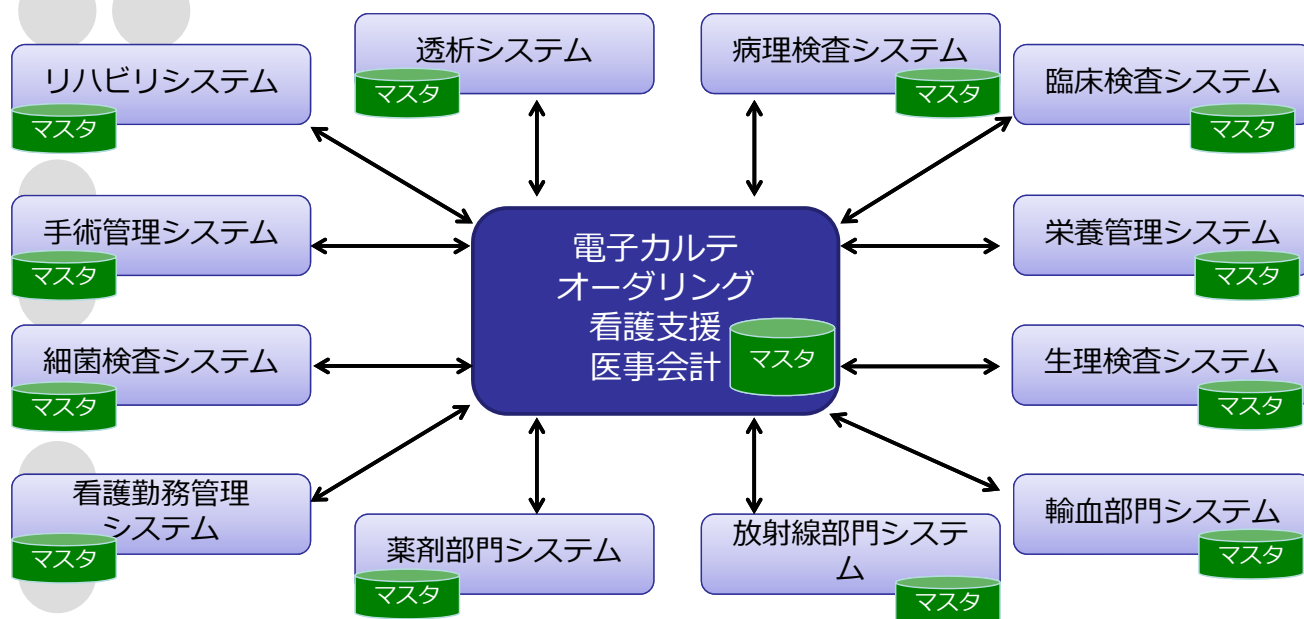 透析システム
マスタ
病理検査システム
マスタ
リハビリシステム
マスタ
臨床検査システム
マスタ
手術管理システム
マスタ
電子カルテ
オーダリング
看護支援
医事会計
マスタ
栄養管理システム
マスタ
細菌検査システム
マスタ
生理検査システム
マスタ
看護勤務管理
システム
マスタ
薬剤部門システム
マスタ
放射線部門システ
ム
マスタ
輸血部門システム
マスタ